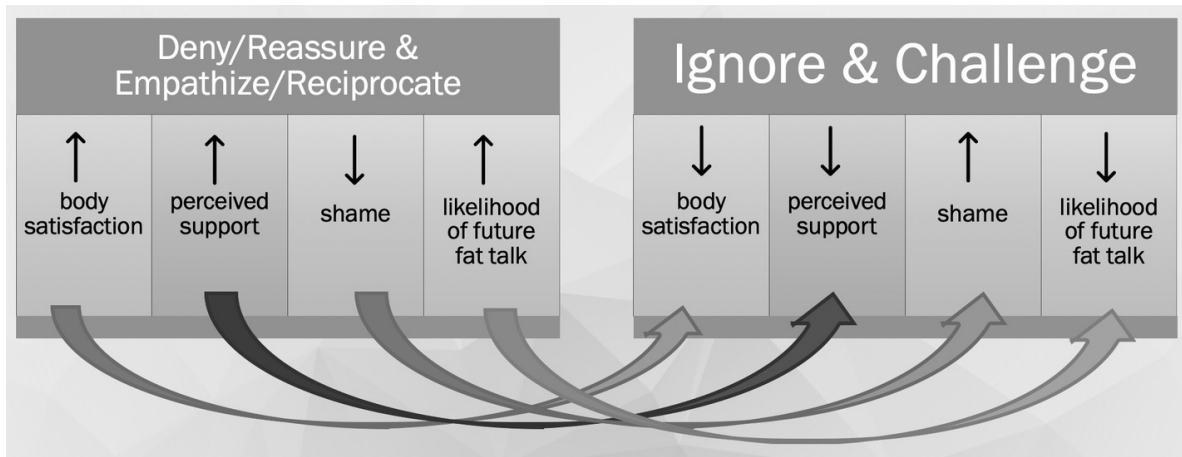 Deny/Reassure &
Empathize/Reciprocate
body
satisfaction
perceived
support
shame
likelihood
of future
fat talk
Ignore & Challenge
body
satisfaction
perceived
support
shame
likelihood
of future
fat talk